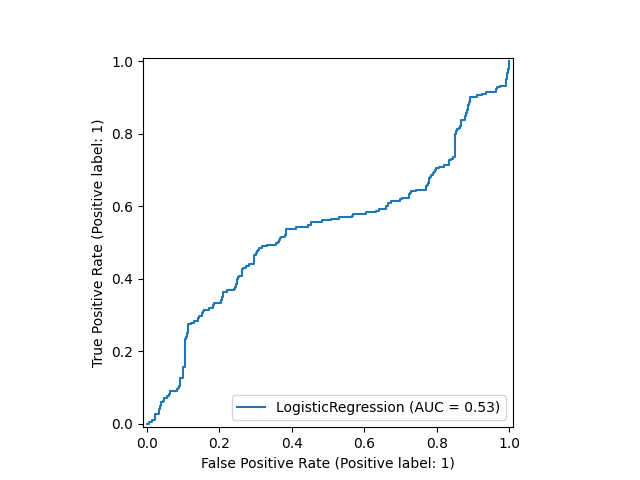 1.0
0.8
0.6
0.4
0.2
0.0
True Positive Rate (Positive label: 1)
LogisticRegression (AUC = 0.53)
0.0 0.2 0.4 0.6 0.8 1.0
False Positive Rate (Positive label: 1)